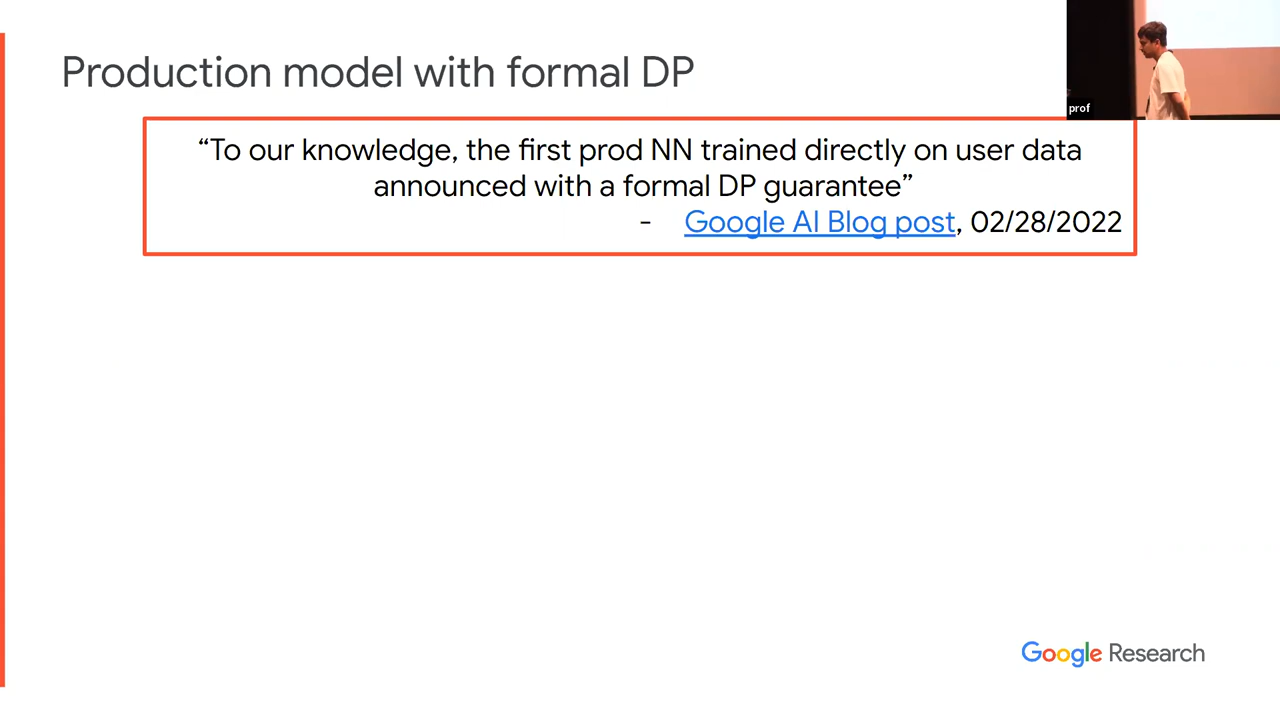 Production model with formal DP
prof
“To our knowledge, the first prod NN trained directly on user data
announced with a formal DP guarantee”
- Google AI Blog post, 02/28/2022
Google Research